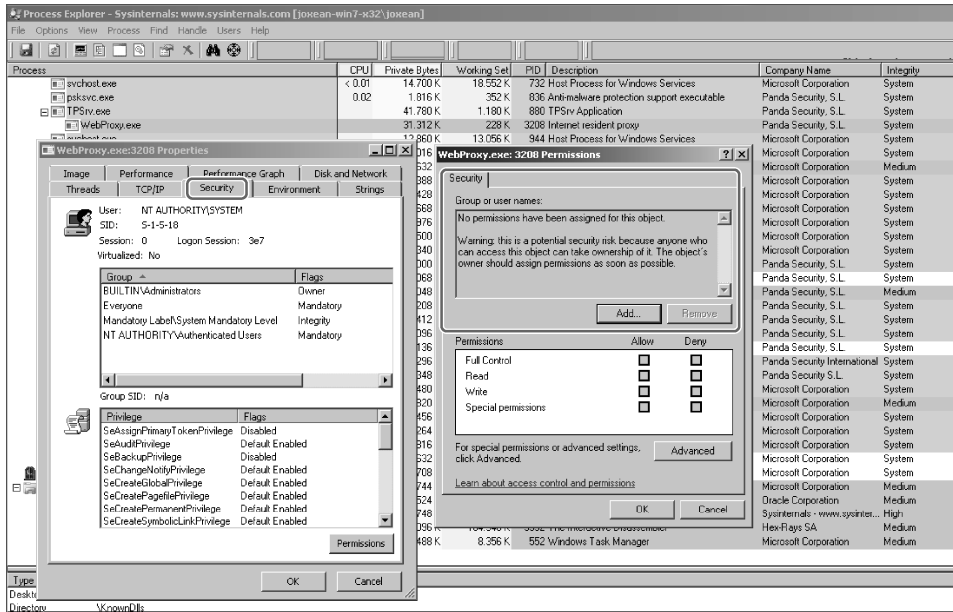 Process Explorer - Sysinternals: www.sysinternals.com [joxean-win7-x32\joxean]
File Options View Process Find Handle Users Help
Process CPU Private Bytes Working Set PID Description Company Name Integrity
svchost.exe < 0.01 14.700 K 18.552 K 732 Host Process for Windows Services Microsoft Corporation System
psksvc.exe 0.02 1.816 K 352 K 836 Anti-malware protection support executable Panda Security, S.L. System
TPSrv.exe 41.780 K 1.180 K 880 TPSrv Application Panda Security, S.L. System
WebProxy.exe 31.312 K 228 K 3208 Internet resident proxy Panda Security, S.L. System
12.860 K 13.056 K 944 Host Process for Windows Services Microsoft Corporation System
WebProxy.exe:3208 Properties
Image Performance Performance Graph Disk and Network
Threads TCP/IP Security Environment Strings
User: NT AUTHORITY\SYSTEM
SID: S-1-5-18
Session: 0 Logon Session: 3e7
Virtualized: No
Group Flags
BUILTIN\Administrators Owner
Everyone Mandatory
Mandatory Label\System Mandatory Level Integrity
NT AUTHORITY\Authenticated Users Mandatory
Group SID: n/a
Privilege Flags
SeAssignPrimaryTokenPrivilege Disabled
SeAuditPrivilege Default Enabled
SeBackupPrivilege Disabled
SeChangeNotifyPrivilege Default Enabled
SeCreateGlobalPrivilege Default Enabled
SeCreatePagefilePrivilege Default Enabled
SeCreatePermanentPrivilege Default Enabled
SeCreateSymbolicLinkPrivilege Default Enabled
Permissions
OK Cancel
WebProxy.exe: 3208 Permissions
Security
Group or user names:
No permissions have been assigned for this object.
Warning: this is a potential security risk because anyone who
can access this object can take ownership of it. The object's
owner should assign permissions as soon as possible.
Add... Remove
Permissions Allow Deny
Full Control
Read
Write
Special permissions
For special permissions or advanced settings,
click Advanced.
Advanced
Learn about access control and permissions
OK Cancel
Microsoft Corporation System
Microsoft Corporation Medium
Microsoft Corporation System
Microsoft Corporation System
Microsoft Corporation System
Microsoft Corporation System
Microsoft Corporation System
Microsoft Corporation System
Panda Security, S.L. System
Panda Security, S.L. System
Panda Security, S.L. Medium
Panda Security, S.L. System
Panda Security, S.L. System
Panda Security, S.L. System
Panda Security, S.L. System
Panda Security International System
Panda Security S.L. Medium
Microsoft Corporation System
Microsoft Corporation Medium
Microsoft Corporation System
Microsoft Corporation System
Microsoft Corporation System
Microsoft Corporation System
Microsoft Corporation System
Microsoft Corporation Medium
Oracle Corporation Medium
Sysinternals - www.sysinter... High
Hex-Rays SA Medium
8.356 K 552 Windows Task Manager Microsoft Corporation Medium
Type
Directory \KnownDlls